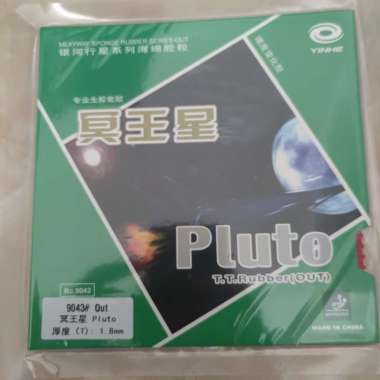 MILKYWAY SPONGE RUBBER SERIES-OUT
银河行星系列海绵胶粒
YINHE
专业生胶套胶
冥王星
Pluto
T.T.Rubber(OUT)
No.9043
9043# Out
冥王星 Pluto
厚度 (T): 1.8mm
MADE IN CHINA